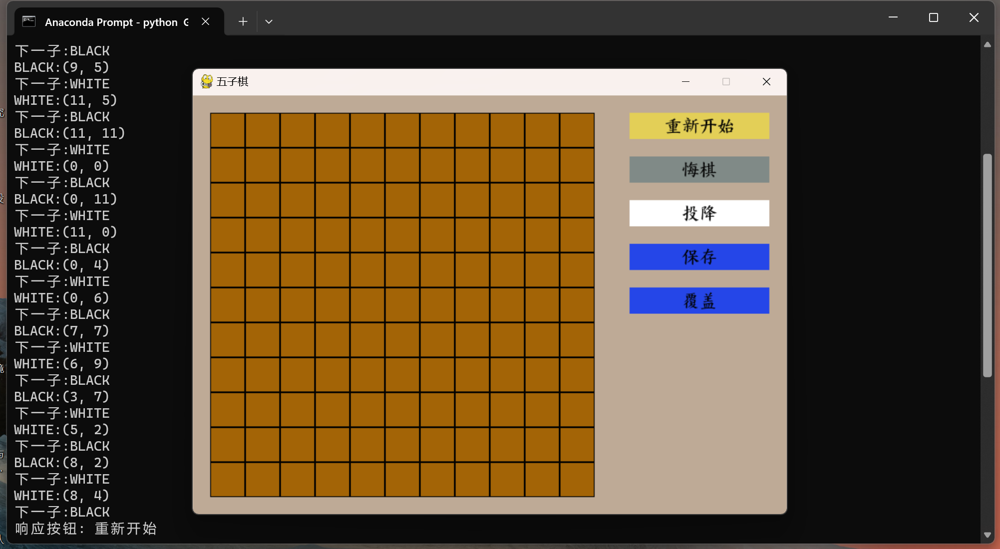 Anaconda Prompt - python G
下一子:BLACK
BLACK:(9, 5)
下一子:WHITE
WHITE:(11, 5)
下一子:BLACK
BLACK:(11, 11)
下一子:WHITE
WHITE:(0, 0)
下一子:BLACK
BLACK:(0, 11)
下一子:WHITE
WHITE:(11, 0)
下一子:BLACK
BLACK:(0, 4)
下一子:WHITE
WHITE:(0, 6)
下一子:BLACK
BLACK:(7, 7)
下一子:WHITE
WHITE:(6, 9)
下一子:BLACK
BLACK:(3, 7)
下一子:WHITE
WHITE:(5, 2)
下一子:BLACK
BLACK:(8, 2)
下一子:WHITE
WHITE:(8, 4)
下一子:BLACK
响应按钮: 重新开始
五子棋
重新开始
悔棋
投降
保存
覆盖